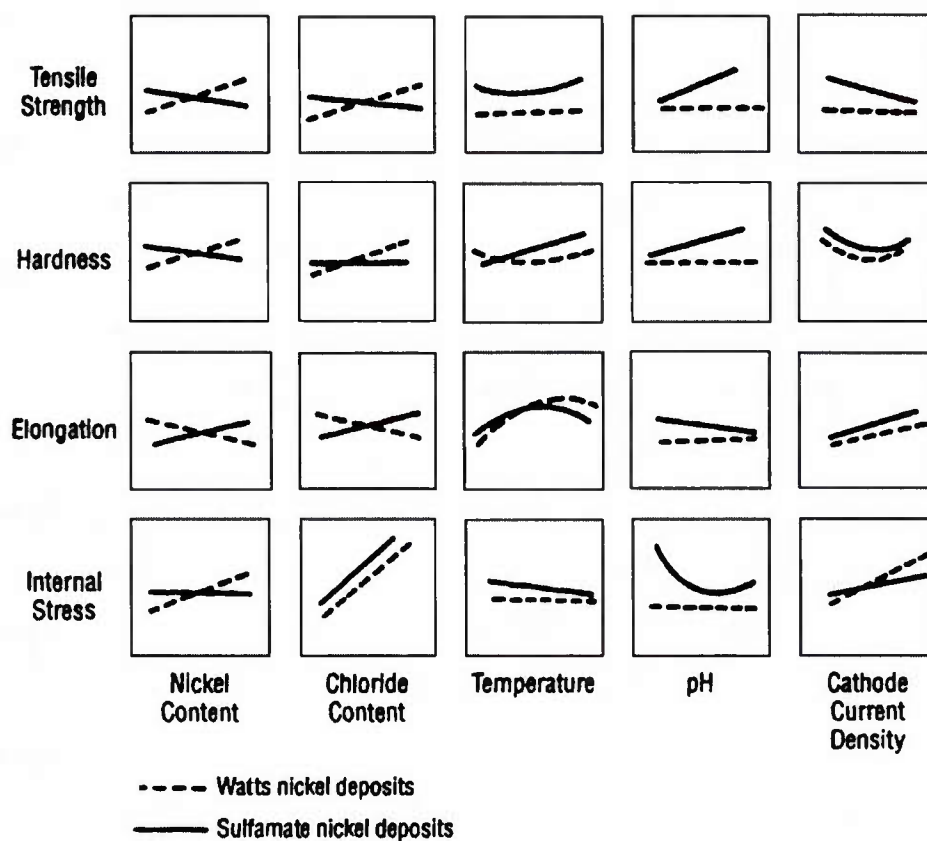 Tensile
Strength
Hardness
Elongation
Internal
Stress
Nickel
Content
Chloride
Content
Temperature
pH
Cathode
Current
Density
Watts nickel deposits
Sulfamate nickel deposits